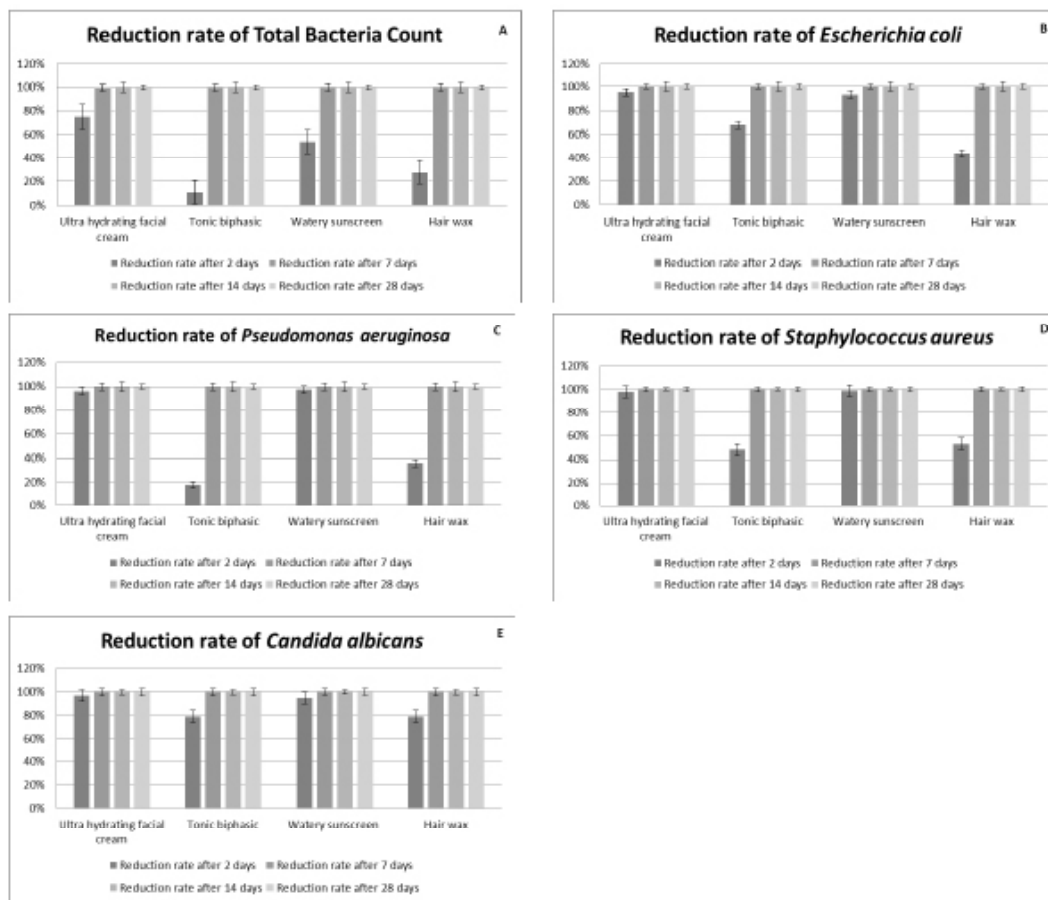 Reduction rate of Total Bacteria Count
A
120%
100%
80%
60%
40%
20%
0%
Ultra hydrating facial cream
Tonic biphasic
Watery sunscreen
Hair wax
Reduction rate after 2 days
Reduction rate after 7 days
Reduction rate after 14 days
Reduction rate after 28 days
Reduction rate of Escherichia coli
B
120%
100%
80%
60%
40%
20%
0%
Ultra hydrating facial cream
Tonic biphasic
Watery sunscreen
Hair wax
Reduction rate after 2 days
Reduction rate after 7 days
Reduction rate after 14 days
Reduction rate after 28 days
Reduction rate of Pseudomonas aeruginosa
C
120%
100%
80%
60%
40%
20%
0%
Ultra hydrating facial cream
Tonic biphasic
Watery sunscreen
Hair wax
Reduction rate after 2 days
Reduction rate after 7 days
Reduction rate after 14 days
Reduction rate after 28 days
Reduction rate of Staphylococcus aureus
D
120%
100%
80%
60%
40%
20%
0%
Ultra hydrating facial cream
Tonic biphasic
Watery sunscreen
Hair wax
Reduction rate after 2 days
Reduction rate after 7 days
Reduction rate after 14 days
Reduction rate after 28 days
Reduction rate of Candida albicans
E
120%
100%
80%
60%
40%
20%
0%
Ultra hydrating facial cream
Tonic biphasic
Watery sunscreen
Hair wax
Reduction rate after 2 days
Reduction rate after 7 days
Reduction rate after 14 days
Reduction rate after 28 days